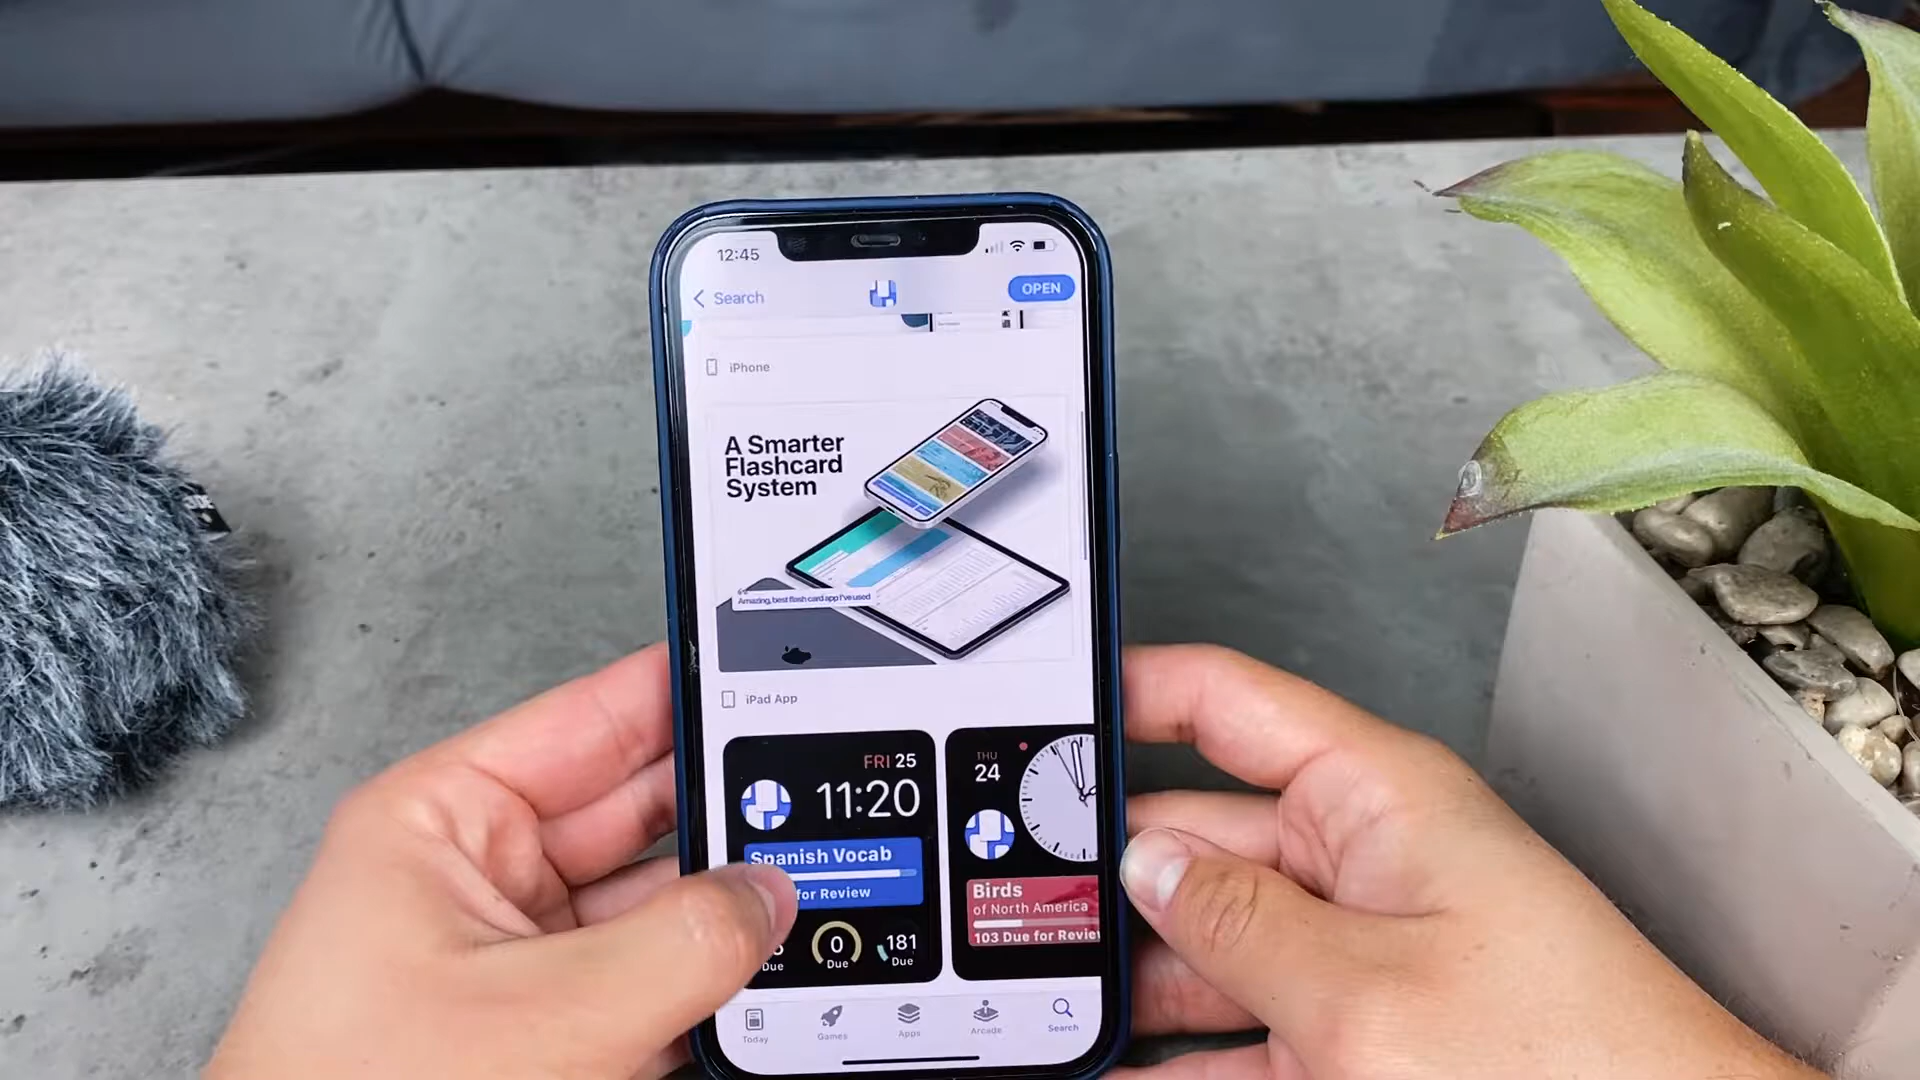 12:45
Search
OPEN
iPhone
A Smarter
Flashcard
System
Amazing, best flash card app I've used
iPad App
FRI 25
11:20
Spanish Vocab
for Review
Due
0
Due
181
Due
THU
24
Birds
of North America
103 Due for Review
Today
Games
Apps
Arcade
Search